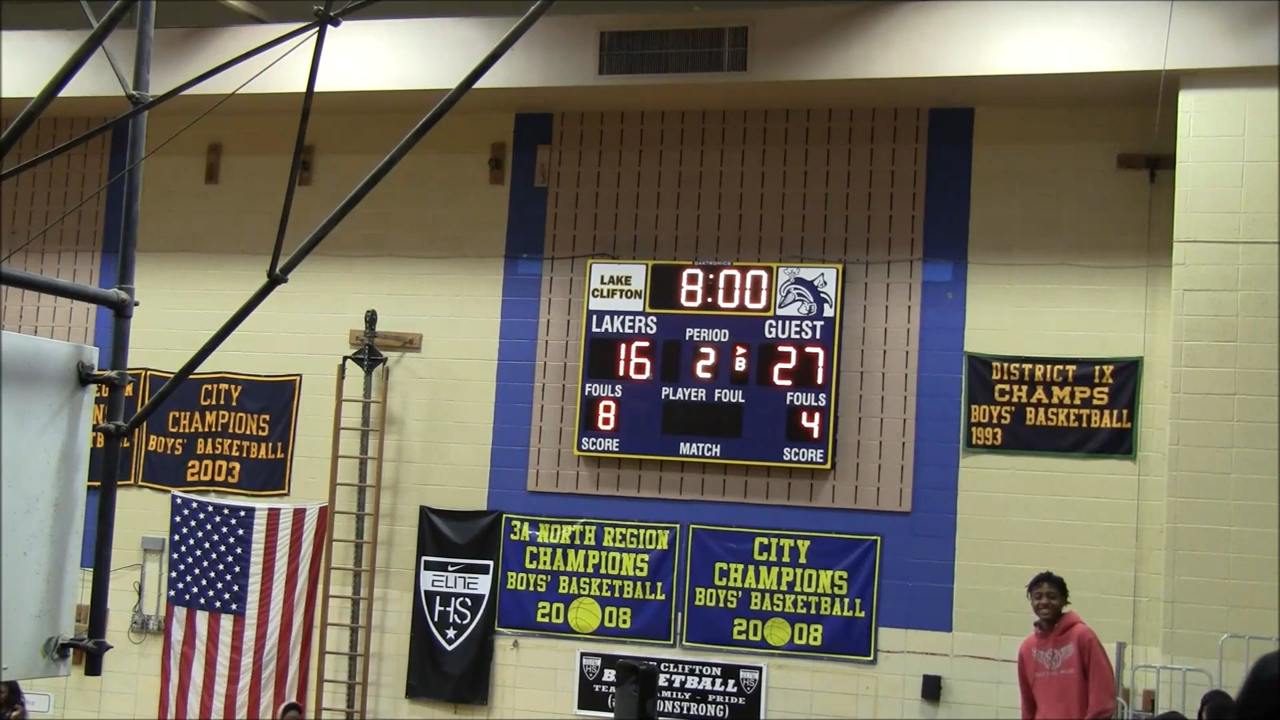 DAKTRONICS
LAKE
CLIFTON
8:00
LAKERS
PERIOD
GUEST
16
2
B
27
FOULS
PLAYER FOUL
FOULS
8
4
SCORE
MATCH
SCORE
CITY
CHAMPIONS
BOYS' BASKETBALL
2003
DISTRICT IX
CHAMPS
BOYS' BASKETBALL
1993
ELITE
HS
3A NORTH REGION
CHAMPIONS
BOYS' BASKETBALL
2008
CITY
CHAMPIONS
BOYS' BASKETBALL
2008
CLIFTON
PRIDE